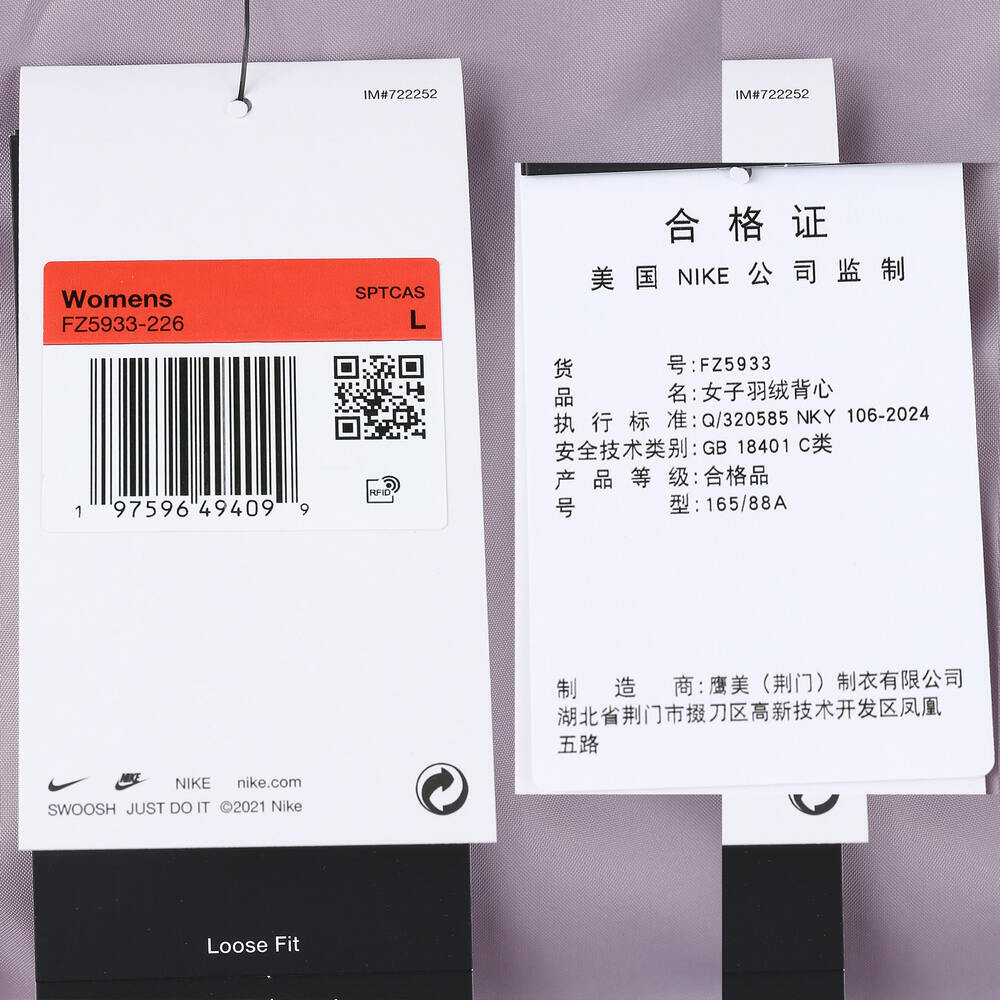 IM#722252
Womens
SPTCAS
FZ5933-226
L
RFID
1 97596 49409 9
NIKE nike.com
SWOOSH JUST DO IT ©2021 Nike
Loose Fit
IM#722252
合格证
美国NIKE公司监制
货号:FZ5933
品名:女子羽绒背心
执行标准:Q/320585 NKY 106-2024
安全技术类别:GB 18401 C类
产品等级:合格品
号型:165/88A
制造商:鹰美（荆门）制衣有限公司
湖北省荆门市掇刀区高新技术开发区凤凰
五路